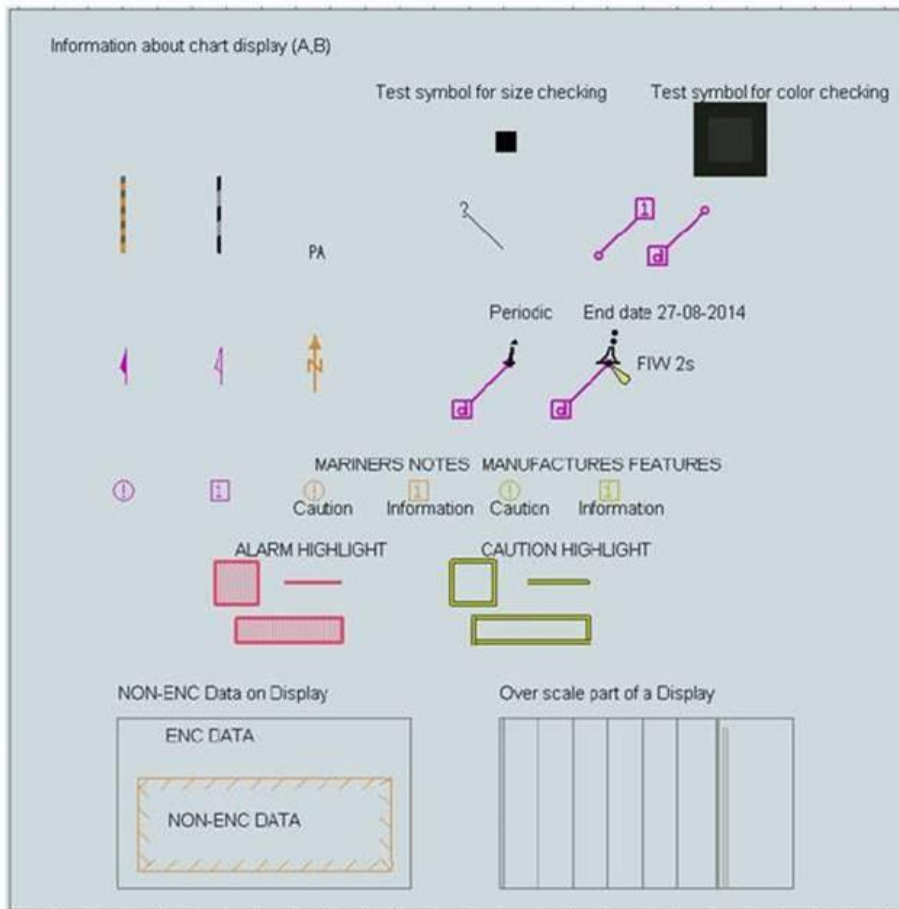 Information about chart display (A,B)
Test symbol for size checking Test symbol for color checking
?
1
d
PA
Periodic End date 27-08-2014
N
FlW 2s
d d
MARINERS NOTES MANUFACTURES FEATURES
! i ! i ! i
Caution Information Caution Information
ALARM HIGHLIGHT CAUTION HIGHLIGHT
NON-ENC Data on Display Over scale part of a Display
ENC DATA
NON-ENC DATA